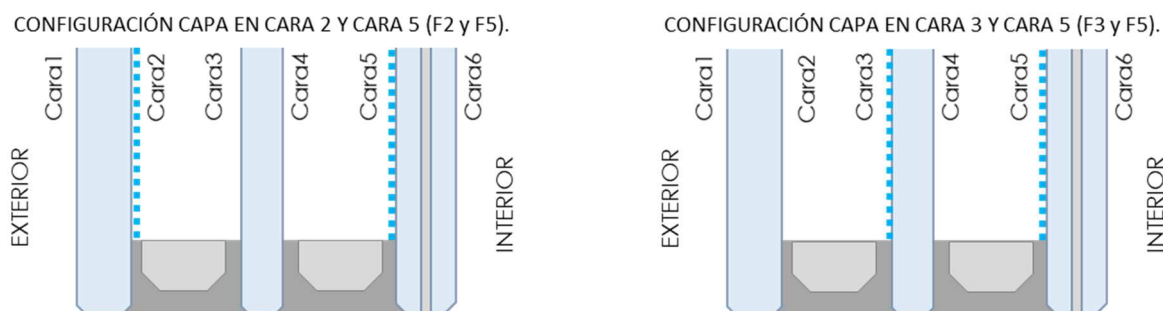 CONFIGURACIÓN CAPA EN CARA 2 Y CARA 5 (F2 y F5).
EXTERIOR
Cara1
Cara2
Cara3
Cara4
Cara5
Cara6
INTERIOR
CONFIGURACIÓN CAPA EN CARA 3 Y CARA 5 (F3 y F5).
EXTERIOR
Cara1
Cara2
Cara3
Cara4
Cara5
Cara6
INTERIOR